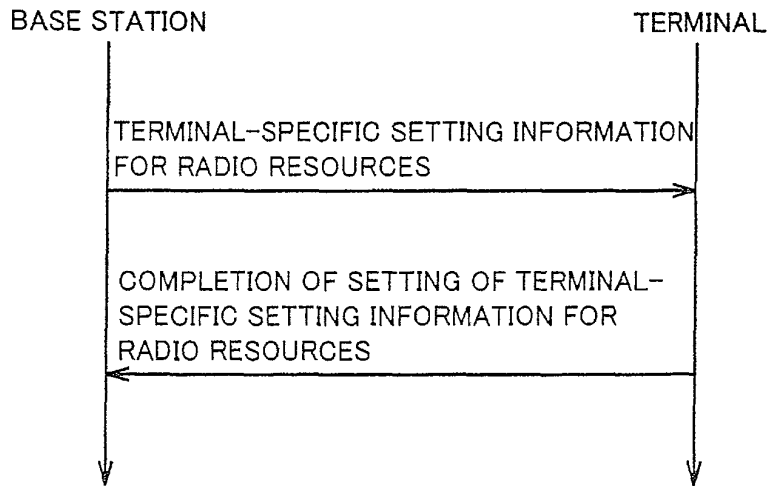 BASE STATION
TERMINAL
TERMINAL-SPECIFIC SETTING INFORMATION
FOR RADIO RESOURCES
COMPLETION OF SETTING OF TERMINAL-
SPECIFIC SETTING INFORMATION FOR
RADIO RESOURCES